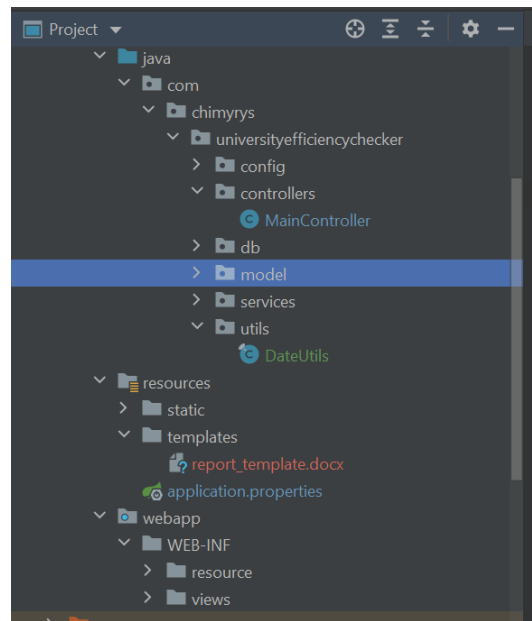 Project
java
com
chimyrys
universityefficiencychecker
config
controllers
MainController
db
model
services
utils
DateUtils
resources
static
templates
report_template.docx
application.properties
webapp
WEB-INF
resource
views